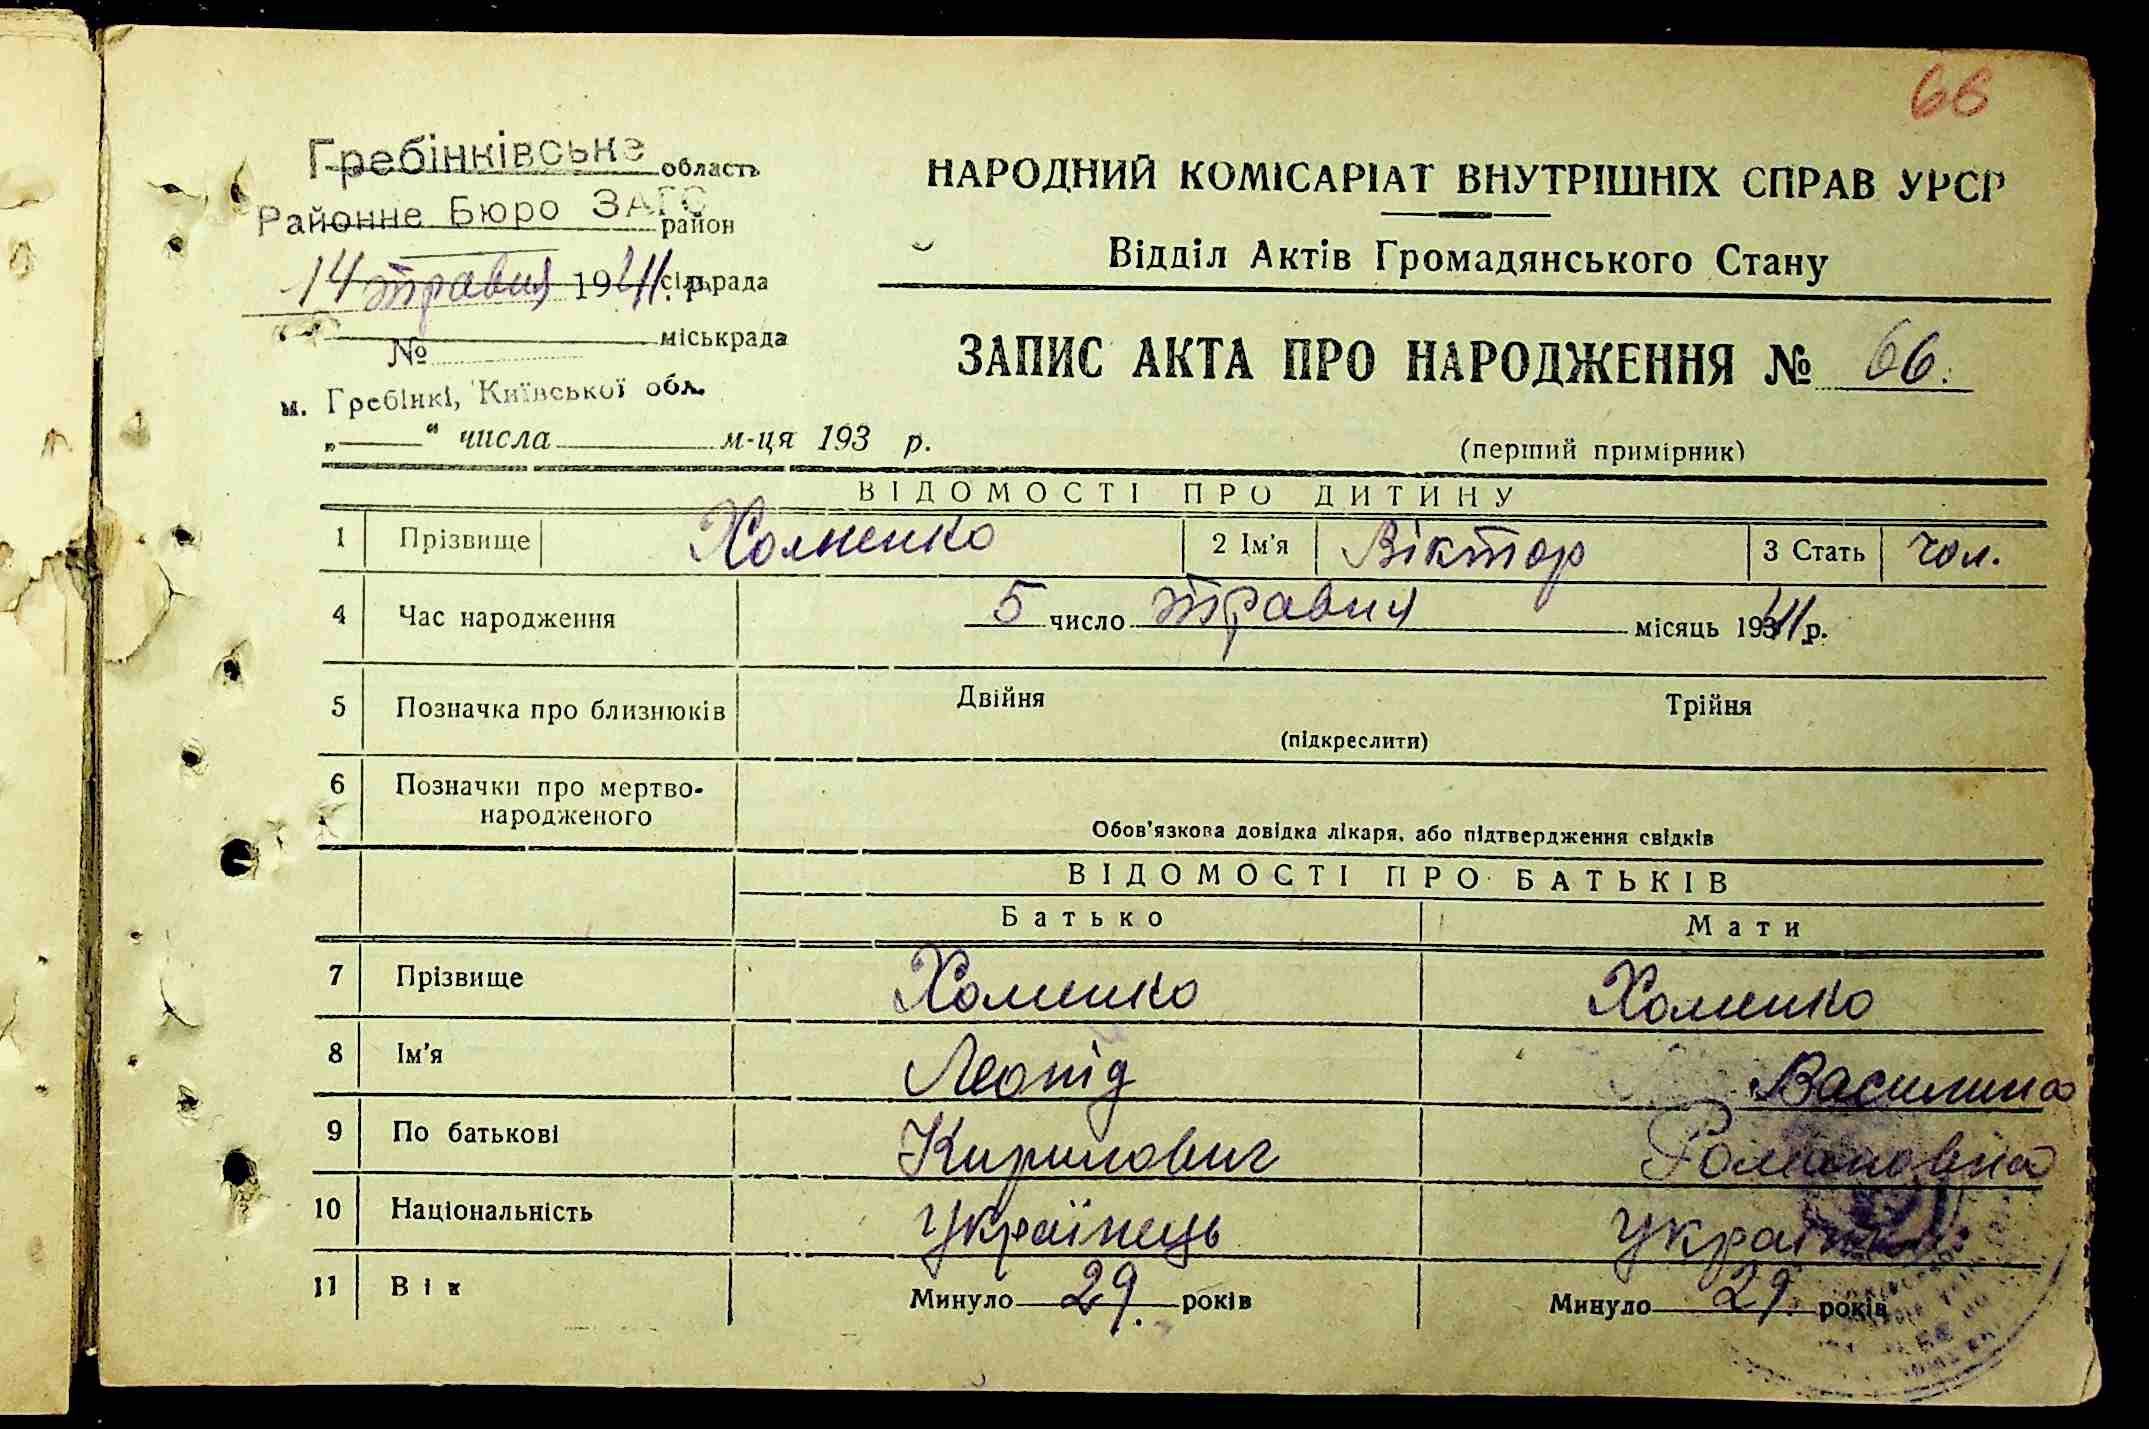 66
Гребінківське область
Районне Бюро ЗАГС район
14 травня 1941 р. сільрада
міськрада
№
м. Гребінкі, Київської обл.
„ “ числа м-ця 193 р.
НАРОДНИЙ КОМІСАРІАТ ВНУТРІШНІХ СПРАВ УРСР
Відділ Актів Громадянського Стану
ЗАПИС АКТА ПРО НАРОДЖЕННЯ № 66.
(перший примірник)
ВІДОМОСТІ ПРО ДИТИНУ
1 Прізвище Хоменко 2 Ім'я Віктор 3 Стать чол.
4 Час народження 5 число травня місяць 1941 р.
5 Позначка про близнюків Двійня Трійня
(підкреслити)
6 Позначки про мертво-
народженого
Обов'язкова довідка лікаря, або підтвердження свідків
ВІДОМОСТІ ПРО БАТЬКІВ
Батько Мати
7 Прізвище Хоменко Хоменко
8 Ім'я Леонід Василина
9 По батькові Кирилович Романовна
10 Національність Українець Українка
11 Вік Минуло 29. років Минуло 29. років